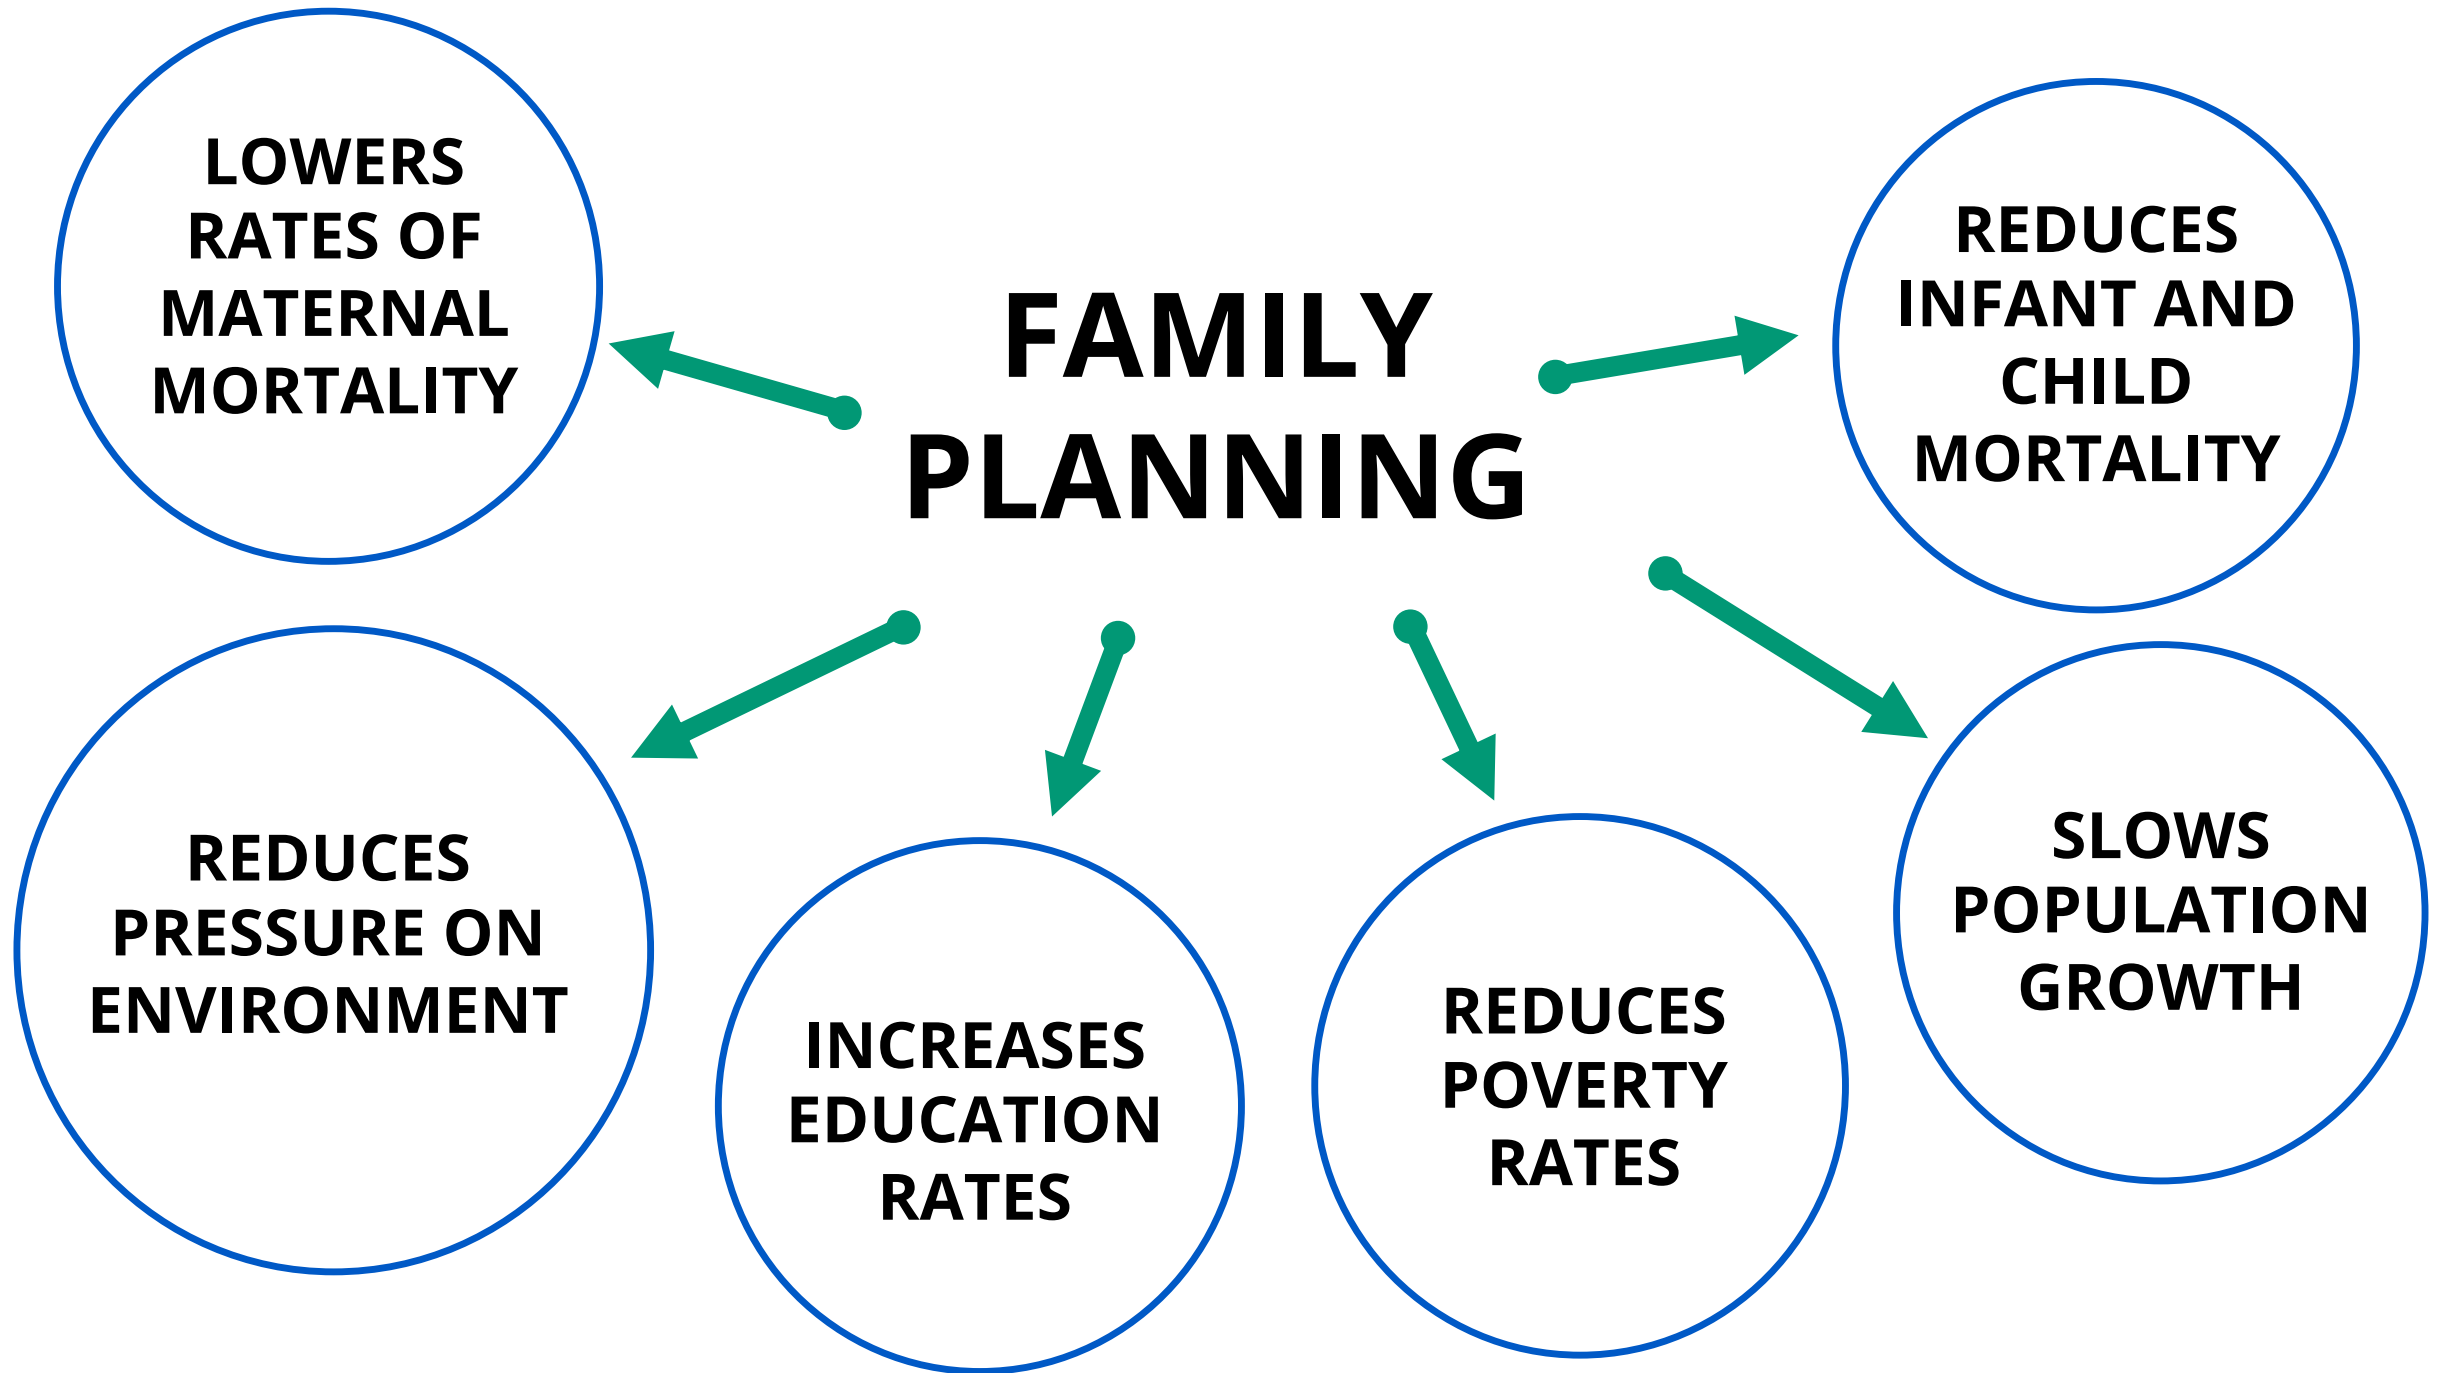 FAMILY
PLANNING
LOWERS
RATES OF
MATERNAL
MORTALITY
REDUCES
INFANT AND
CHILD
MORTALITY
REDUCES
PRESSURE ON
ENVIRONMENT
INCREASES
EDUCATION
RATES
REDUCES
POVERTY
RATES
SLOWS
POPULATION
GROWTH